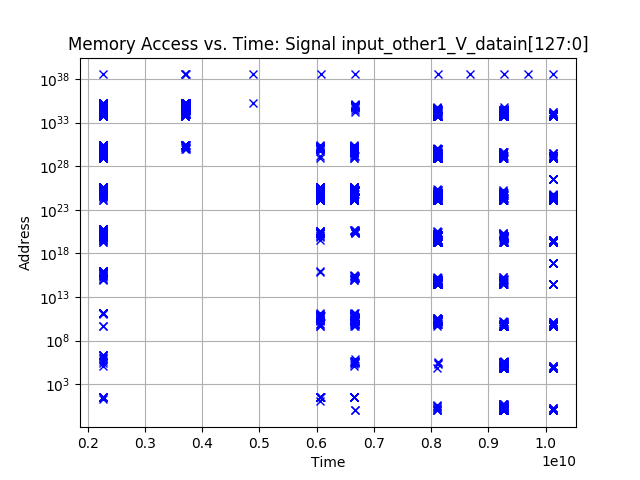 Memory Access vs. Time: Signal input_other1_V_datain[127:0]
10^38
10^33
10^28
10^23
10^18
10^13
10^8
10^3
Address
0.2 0.3 0.4 0.5 0.6 0.7 0.8 0.9 1.0
1e10
Time